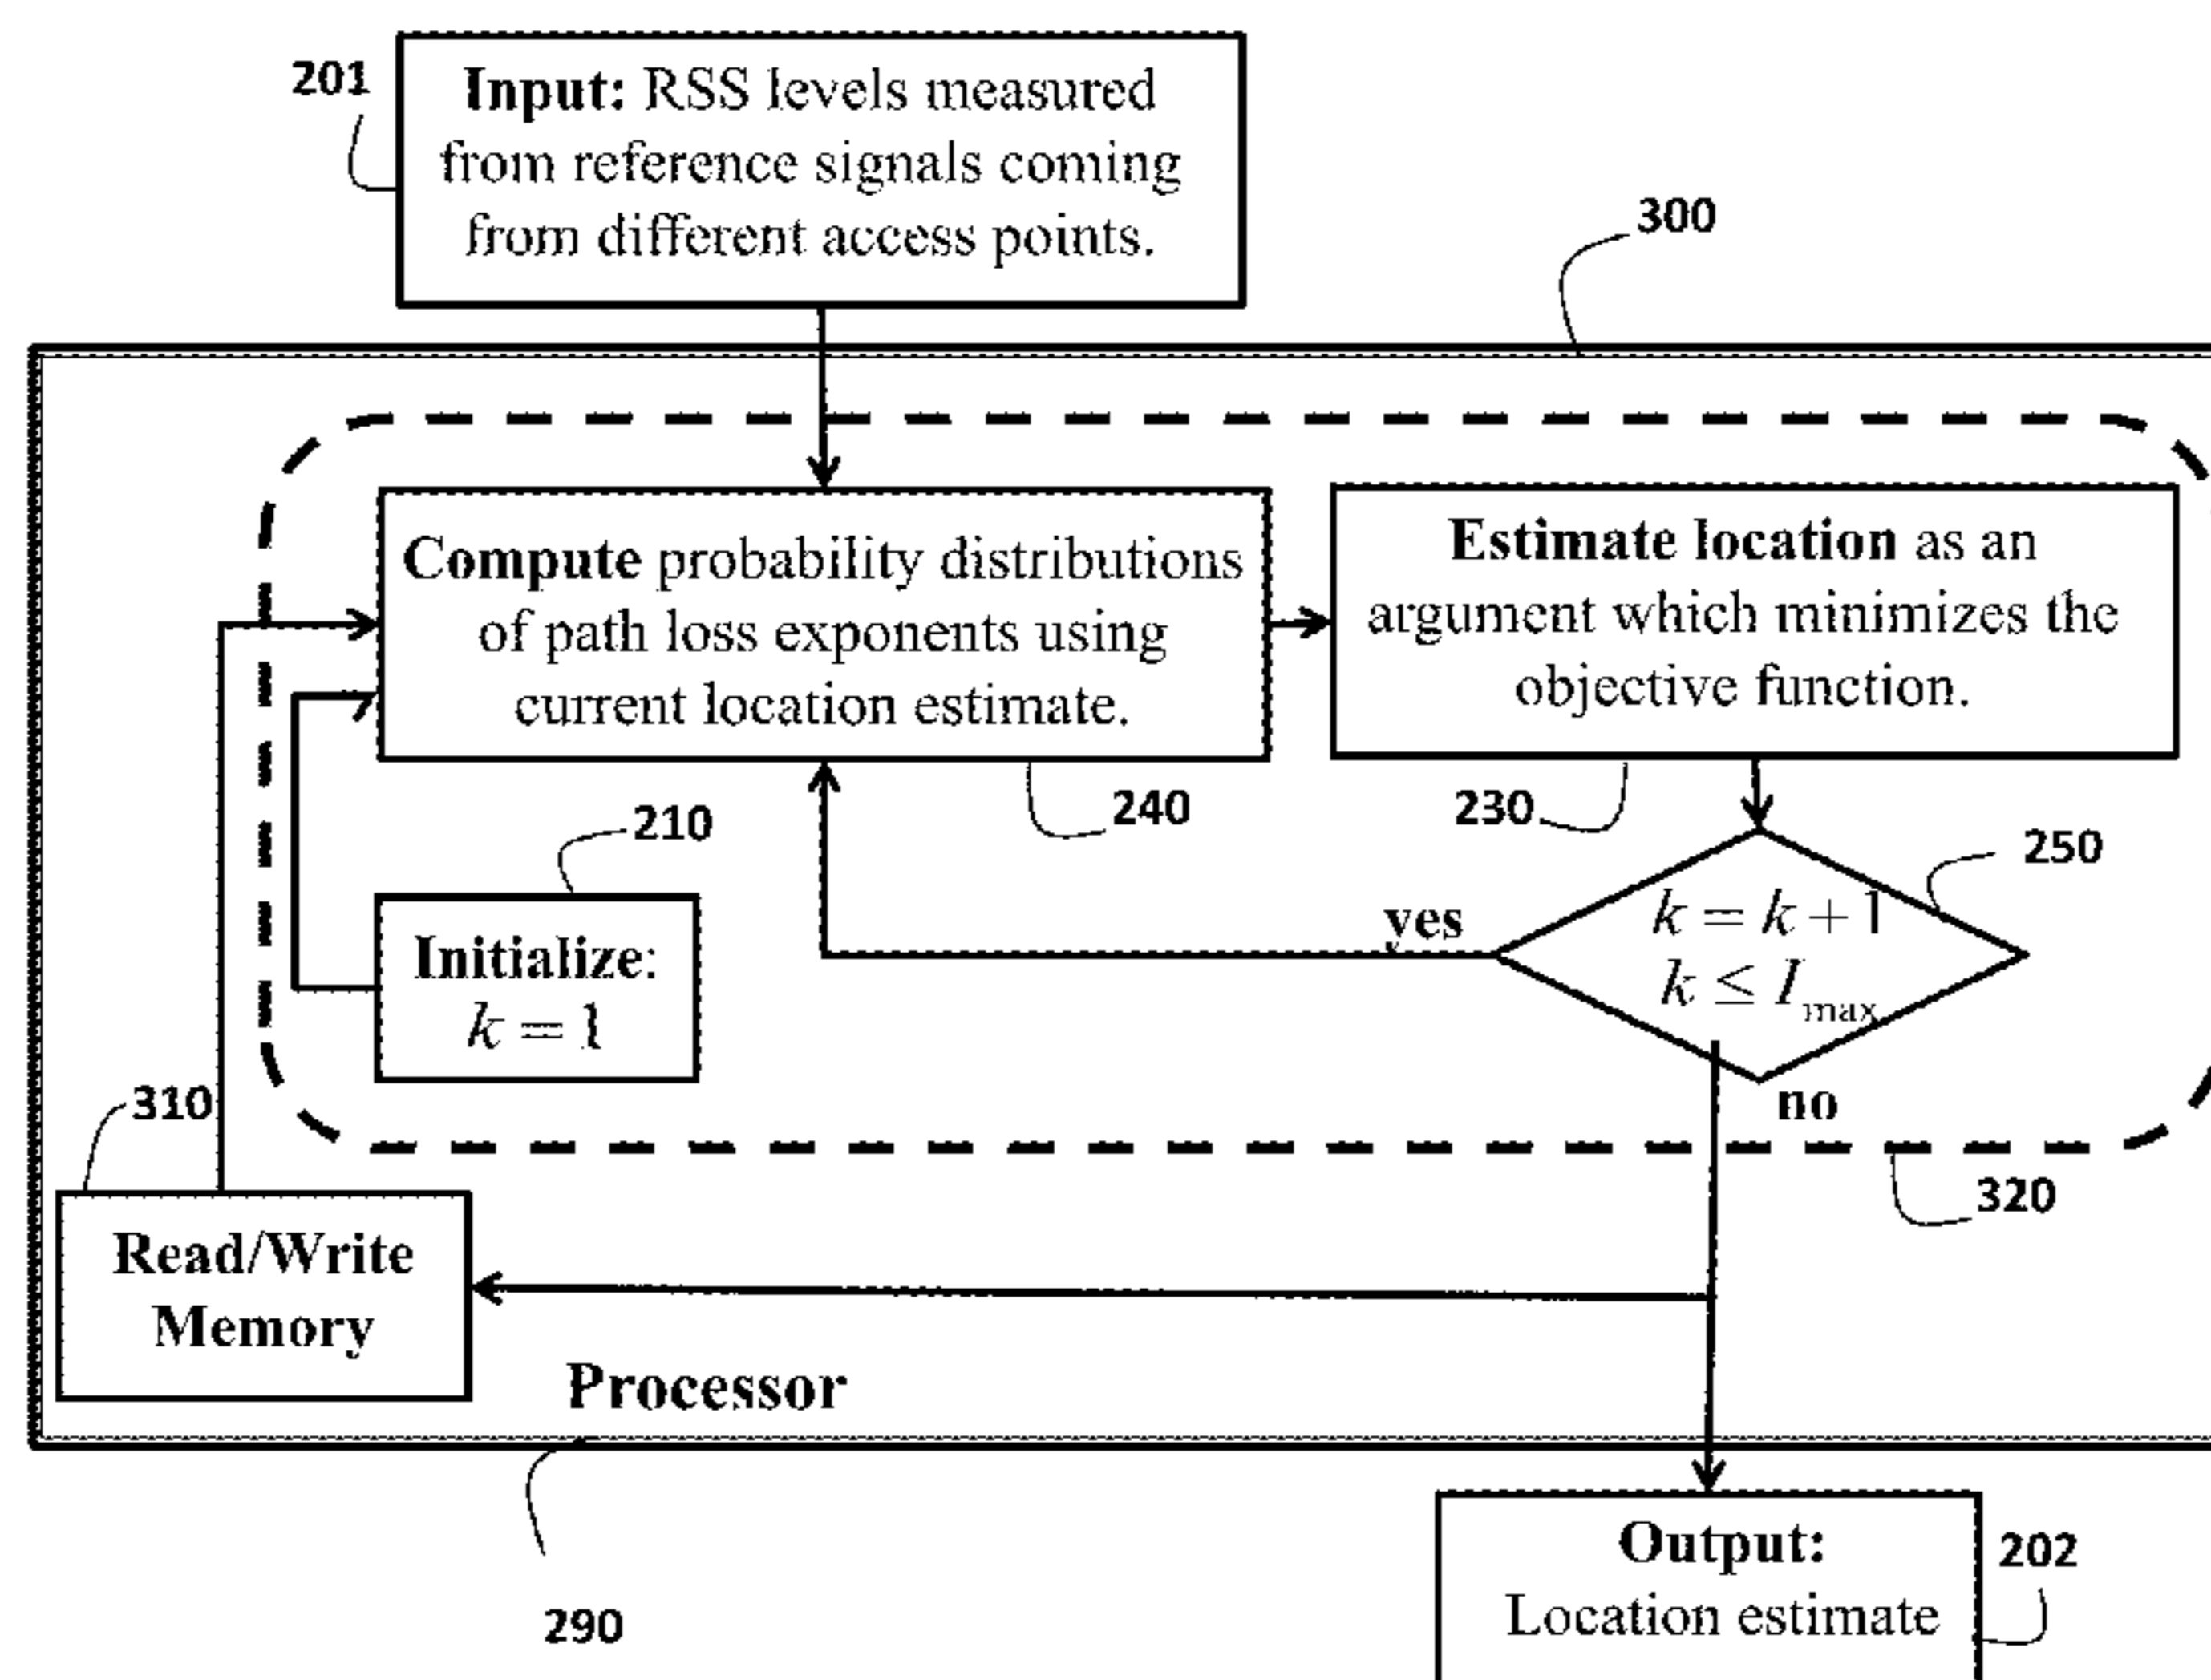 201
Input: RSS levels measured
from reference signals coming
from different access points.
300
Compute probability distributions
of path loss exponents using
current location estimate.
Estimate location as an
argument which minimizes the
objective function.
240
230
210
250
Initialize:
k = 1
yes
k = k + 1
k ≤ I_max
no
310
320
Read/Write
Memory
Processor
290
Output:
Location estimate
202